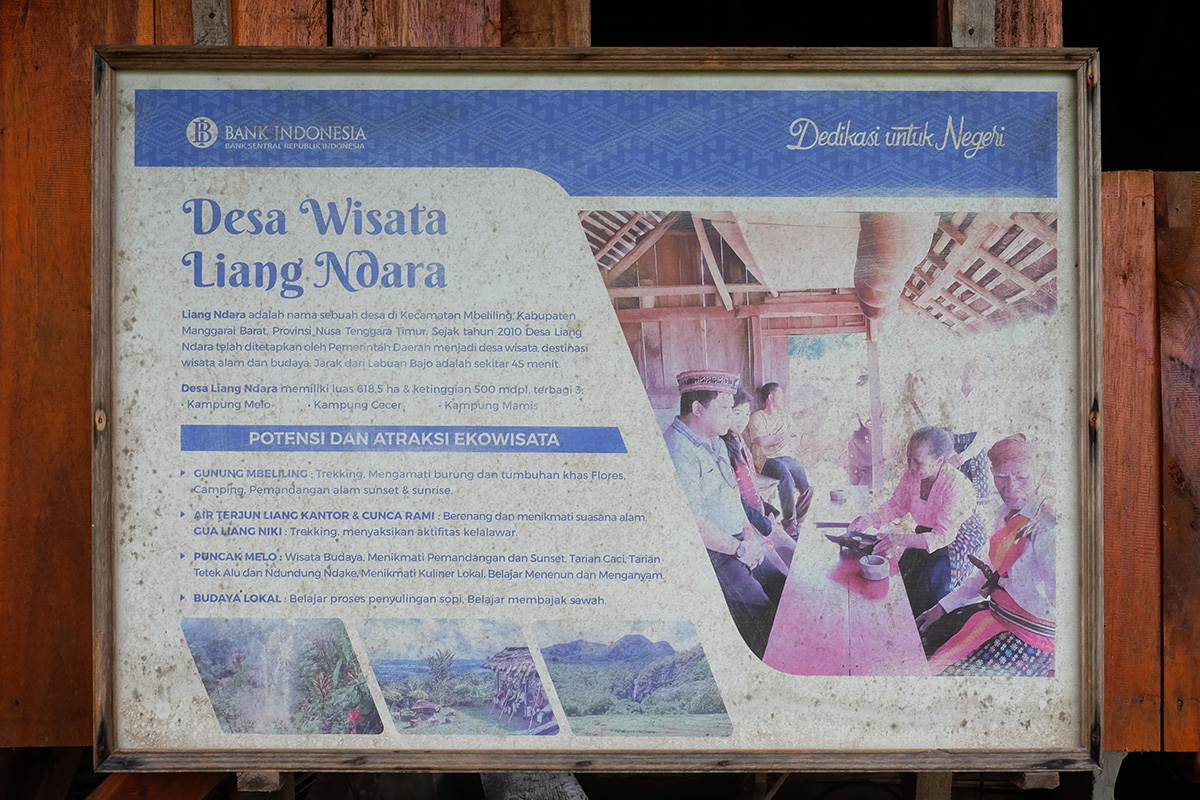 BANK INDONESIA
BANK SENTRAL REPUBLIK INDONESIA
Dedikasi untuk Negeri
Desa Wisata
Liang Ndara
Liang Ndara adalah nama sebuah desa di Kecamatan Mbeliling, Kabupaten
Manggarai Barat, Provinsi Nusa Tenggara Timur. Sejak tahun 2010 Desa Liang
Ndara telah ditetapkan oleh Pemerintah Daerah menjadi desa wisata, destinasi
wisata alam dan budaya. Jarak dari Labuan Bajo adalah sekitar 45 menit.
Desa Liang Ndara memiliki luas 618,5 ha & ketinggian 500 mdpl, terbagi 3:
• Kampung Melo • Kampung Cecer • Kampung Mamis
POTENSI DAN ATRAKSI EKOWISATA
GUNUNG MBELILING : Trekking, Mengamati burung dan tumbuhan khas Flores,
Camping, Pemandangan alam sunset & sunrise.
AIR TERJUN LIANG KANTOR & CUNCA RAMI : Berenang dan menikmati suasana alam.
GUA LIANG NIKI : Trekking, menyaksikan aktifitas kelalawar.
PUNCAK MELO : Wisata Budaya, Menikmati Pemandangan dan Sunset, Tarian Caci, Tarian
Tetek Alu dan Ndundung Ndake, Menikmati Kuliner Lokal, Belajar Menenun dan Menganyam.
BUDAYA LOKAL : Belajar proses penyulingan sopi, Belajar membajak sawah.